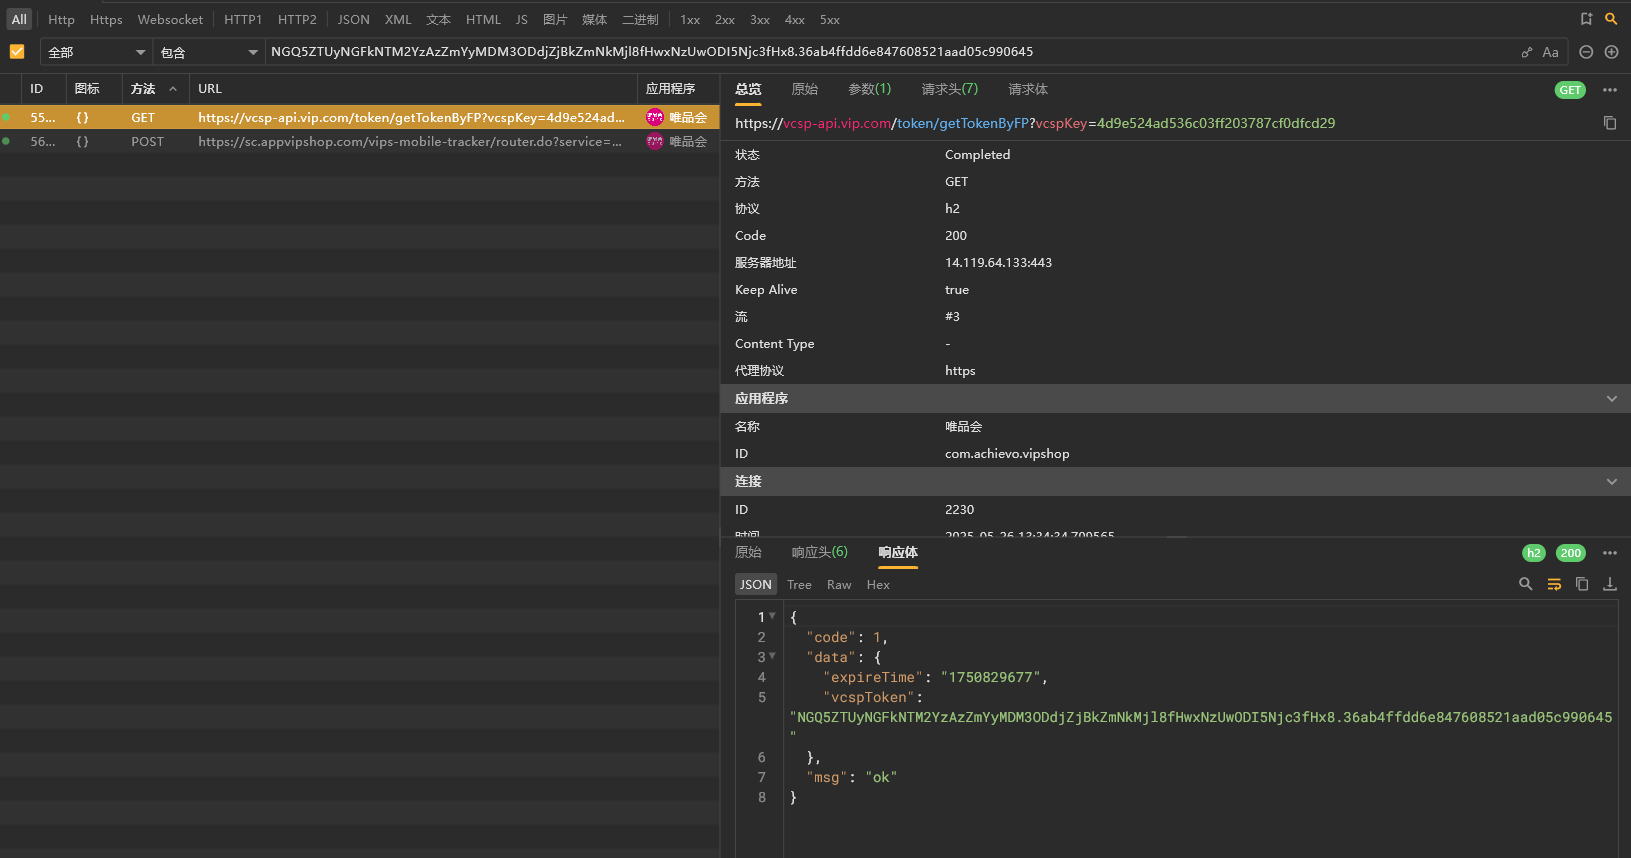 All Http Https Websocket HTTP1 HTTP2 JSON XML 文本 HTML JS 图片 媒体 二进制 1xx 2xx 3xx 4xx 5xx
全部 包含 NGQ5ZTUyNGFkNTM2YzAzZmYyMDM3ODdjZjBkZmNkMjl8fHwxNzUwODI5Njc3fHx8.36ab4ffdd6e847608521aad05c990645 Aa
ID 图标 方法 URL 应用程序
55... {} GET https://vcsp-api.vip.com/token/getTokenByFP?vcspKey=4d9e524ad... 唯品会
56... {} POST https://sc.appvipshop.com/vips-mobile-tracker/router.do?service=... 唯品会
总览 原始 参数(1) 请求头(7) 请求体 GET
https://vcsp-api.vip.com/token/getTokenByFP?vcspKey=4d9e524ad536c03ff203787cf0dfcd29
状态 Completed
方法 GET
协议 h2
Code 200
服务器地址 14.119.64.133:443
Keep Alive true
流 #3
Content Type -
代理协议 https
应用程序
名称 唯品会
ID com.achievo.vipshop
连接
ID 2230
时间 2025-05-26 13:34:34.709565
原始 响应头(6) 响应体 h2 200
JSON Tree Raw Hex
1 {
2 "code": 1,
3 "data": {
4 "expireTime": "1750829677",
5 "vcspToken":
"NGQ5ZTUyNGFkNTM2YzAzZmYyMDM3ODdjZjBkZmNkMjl8fHwxNzUwODI5Njc3fHx8.36ab4ffdd6e847608521aad05c990645
"
6 },
7 "msg": "ok"
8 }